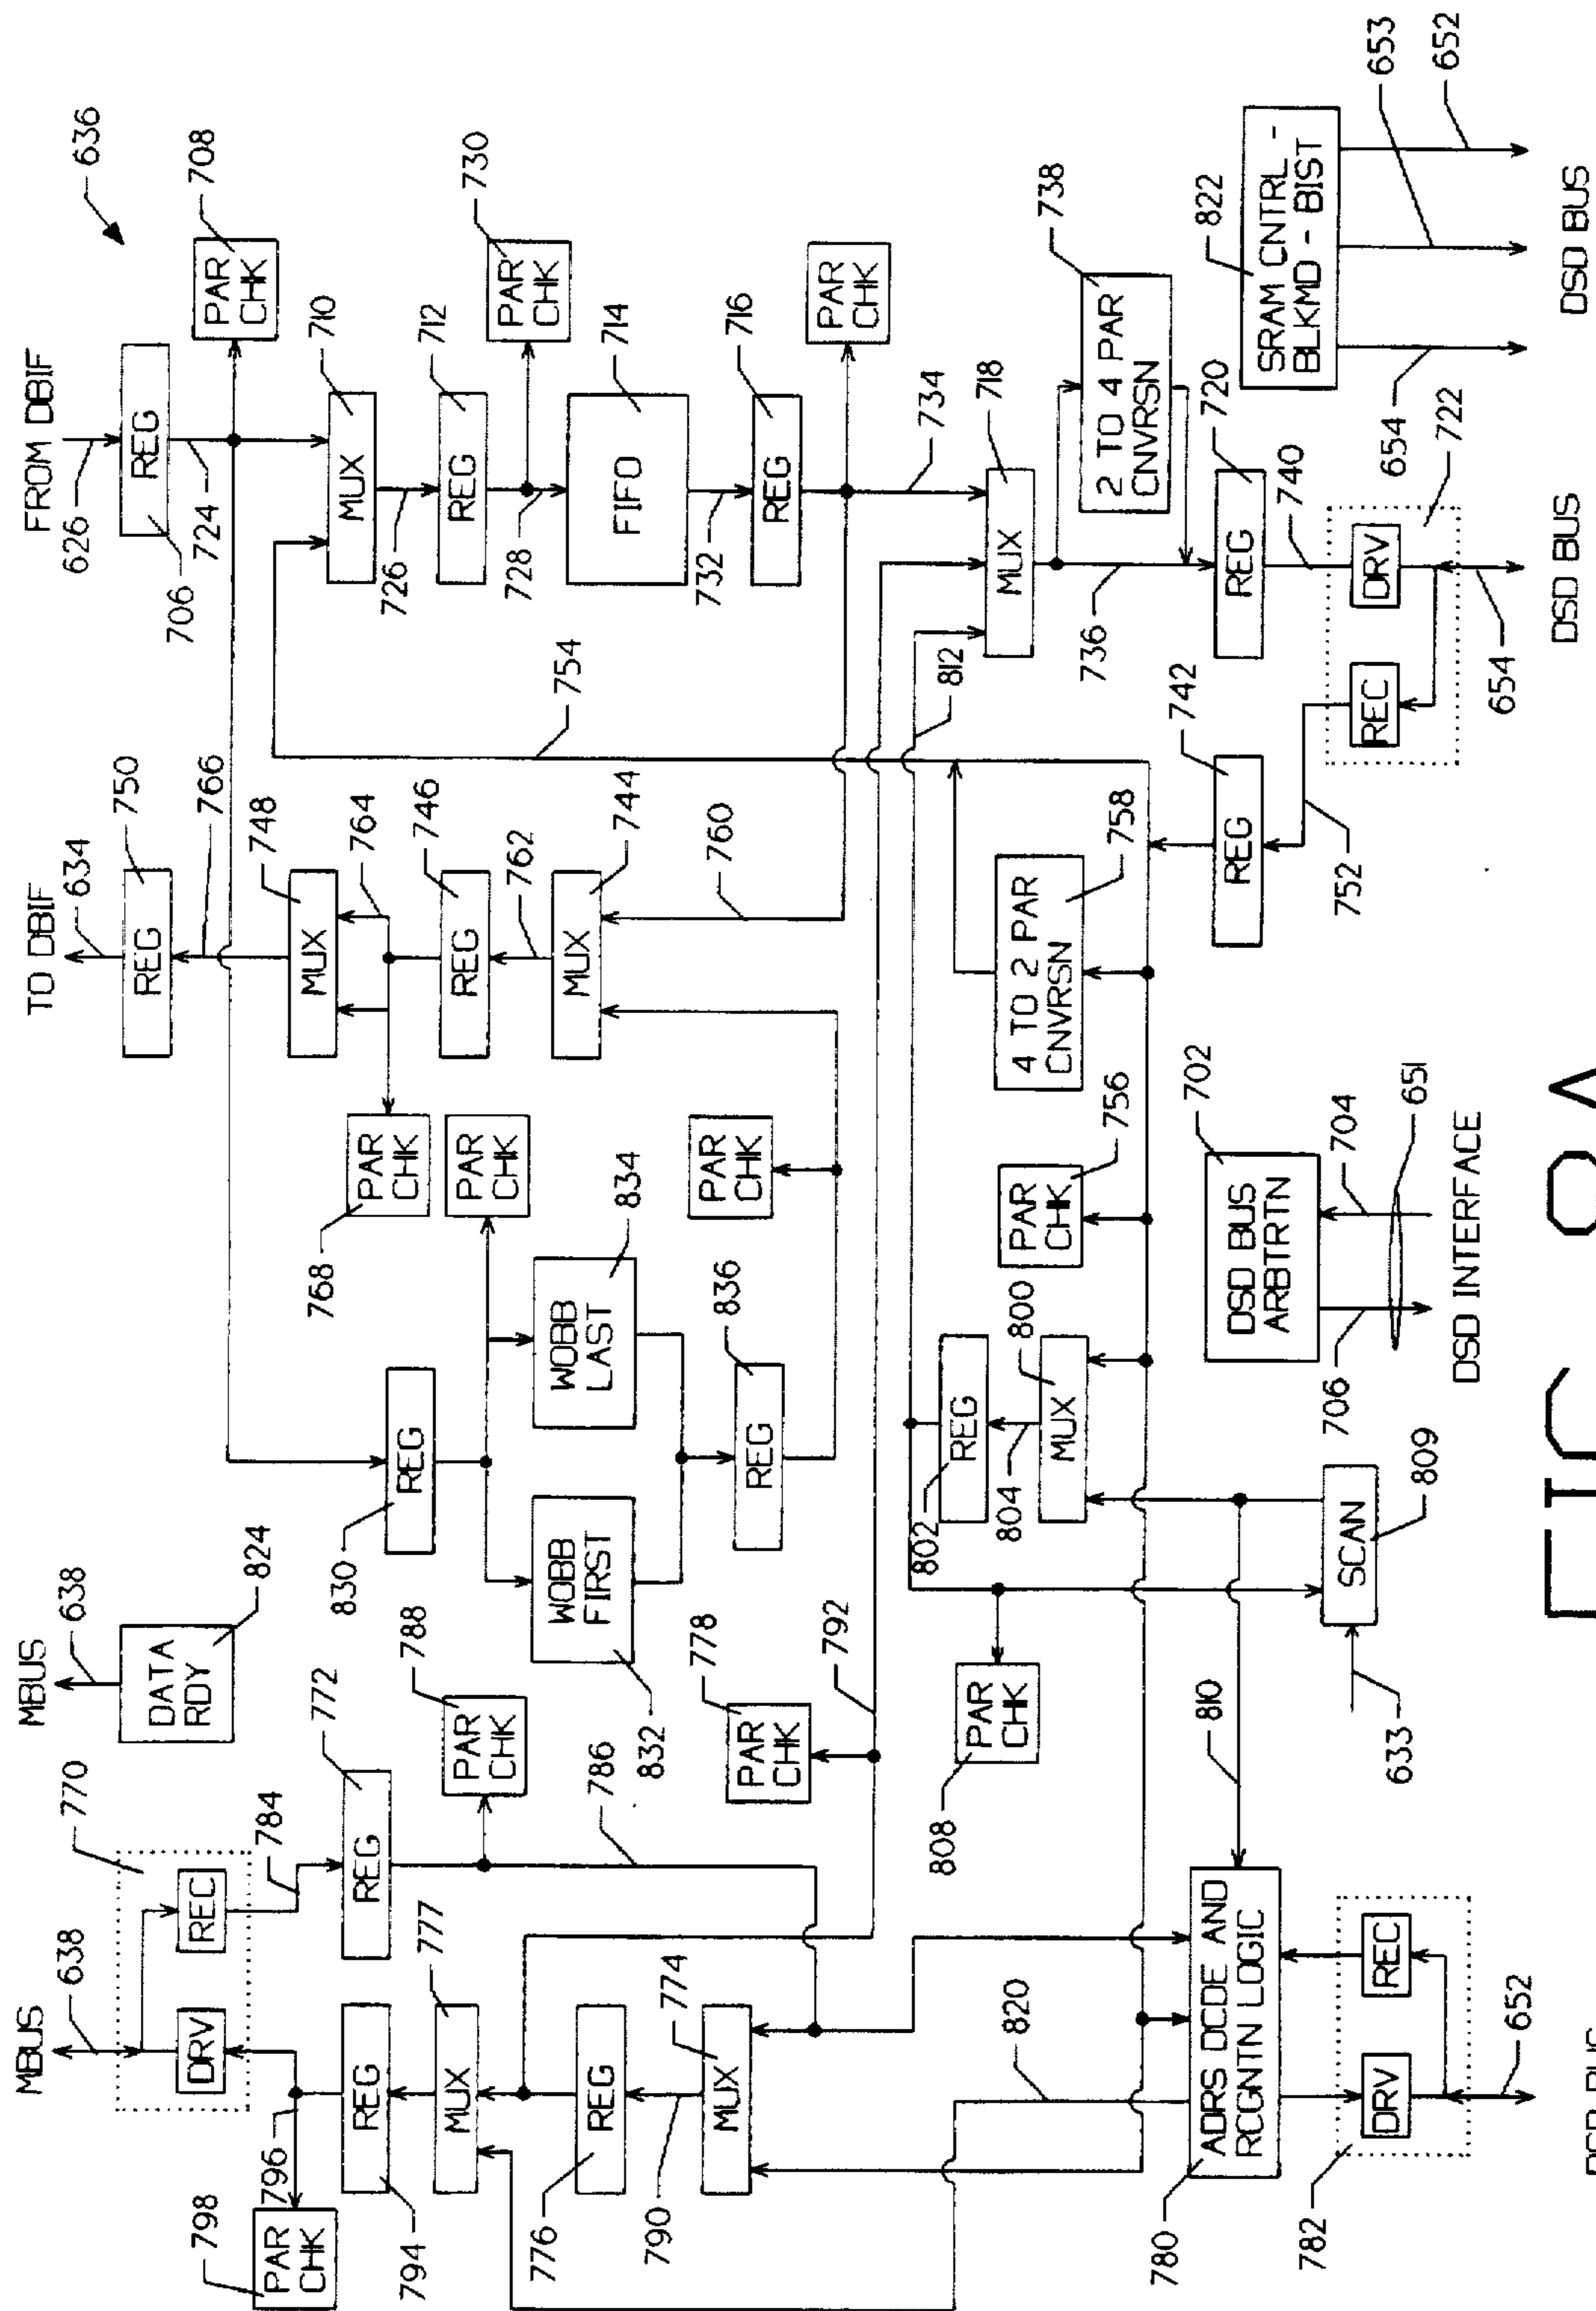 MBUS
MBUS
TO DBIF
FROM DBIF
638
770
638
634
626
636
DRV
REC
DATA
RDY
824
REG
750
REG
706
784
766
724
PAR
CHK
708
796
798
PAR
CHK
REG
794
REG
772
830
REG
MUX
748
764
PAR
CHK
768
MUX
710
726
MUX
777
PAR
CHK
788
PAR
CHK
REG
746
762
REG
712
728
PAR
CHK
730
776
REG
786
WOBB
FIRST
832
WOBB
LAST
834
MUX
744
FIFO
714
732
790
MUX
774
PAR
CHK
778
REG
836
PAR
CHK
760
754
REG
716
PAR
CHK
792
734
812
MUX
718
736
738
2 TO 4 PAR
CNVRSN
820
808
PAR
CHK
802
REG
804
MUX
800
PAR
CHK
756
4 TO 2 PAR
CNVRSN
758
780
ADRS DCDE AND
RCGNTN LOGIC
810
742
REG
752
REG
720
740
SRAM CNTRL -
BLKMD - BIST
822
782
DRV
REC
652
633
SCAN
809
DSD BUS
ARBTRTN
702
706
704
651
DSD INTERFACE
REC
DRV
722
654
DSD BUS
654
653
652
DSD BUS